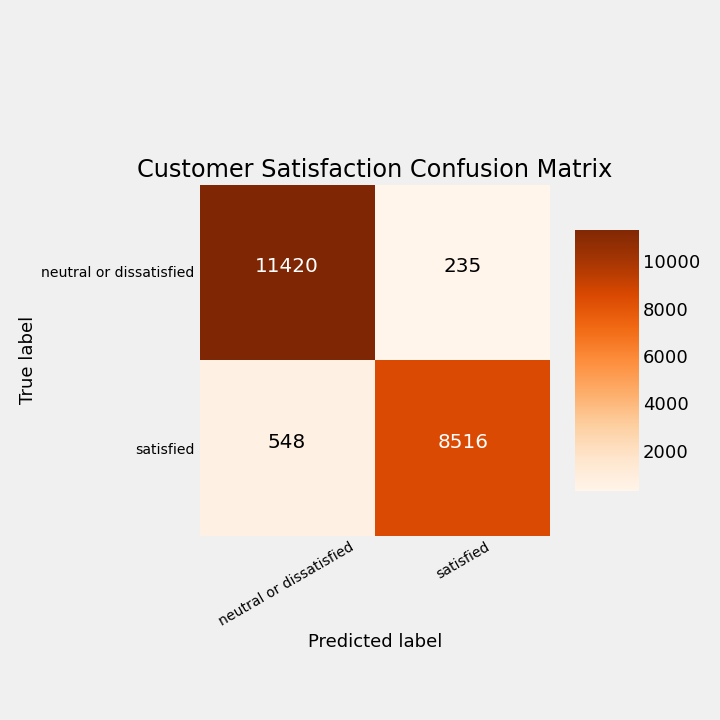 Customer Satisfaction Confusion Matrix
True label
neutral or dissatisfied
11420
235
satisfied
548
8516
10000
8000
6000
4000
2000
neutral or dissatisfied
satisfied
Predicted label